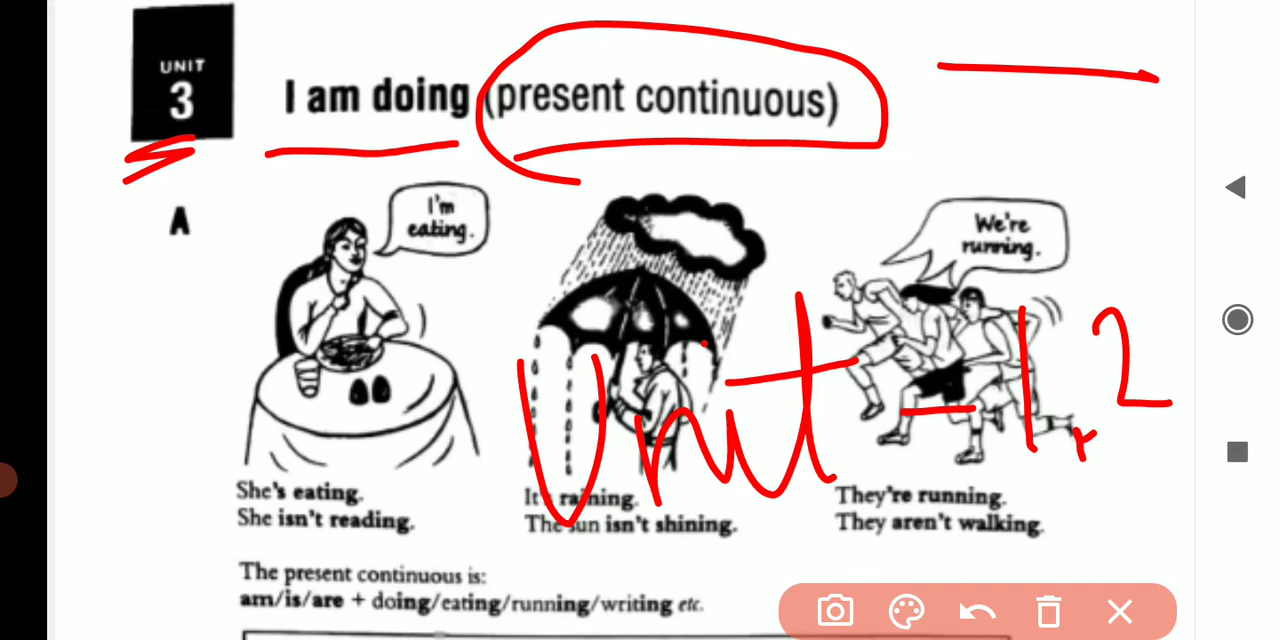 UNIT
3
I am doing (present continuous)
A
I'm
eating.
We're
running.
Unit - 1, 2
She's eating.
She isn't reading.
It's raining.
The sun isn't shining.
They're running.
They aren't walking.
The present continuous is:
am/is/are + doing/eating/running/writing etc.